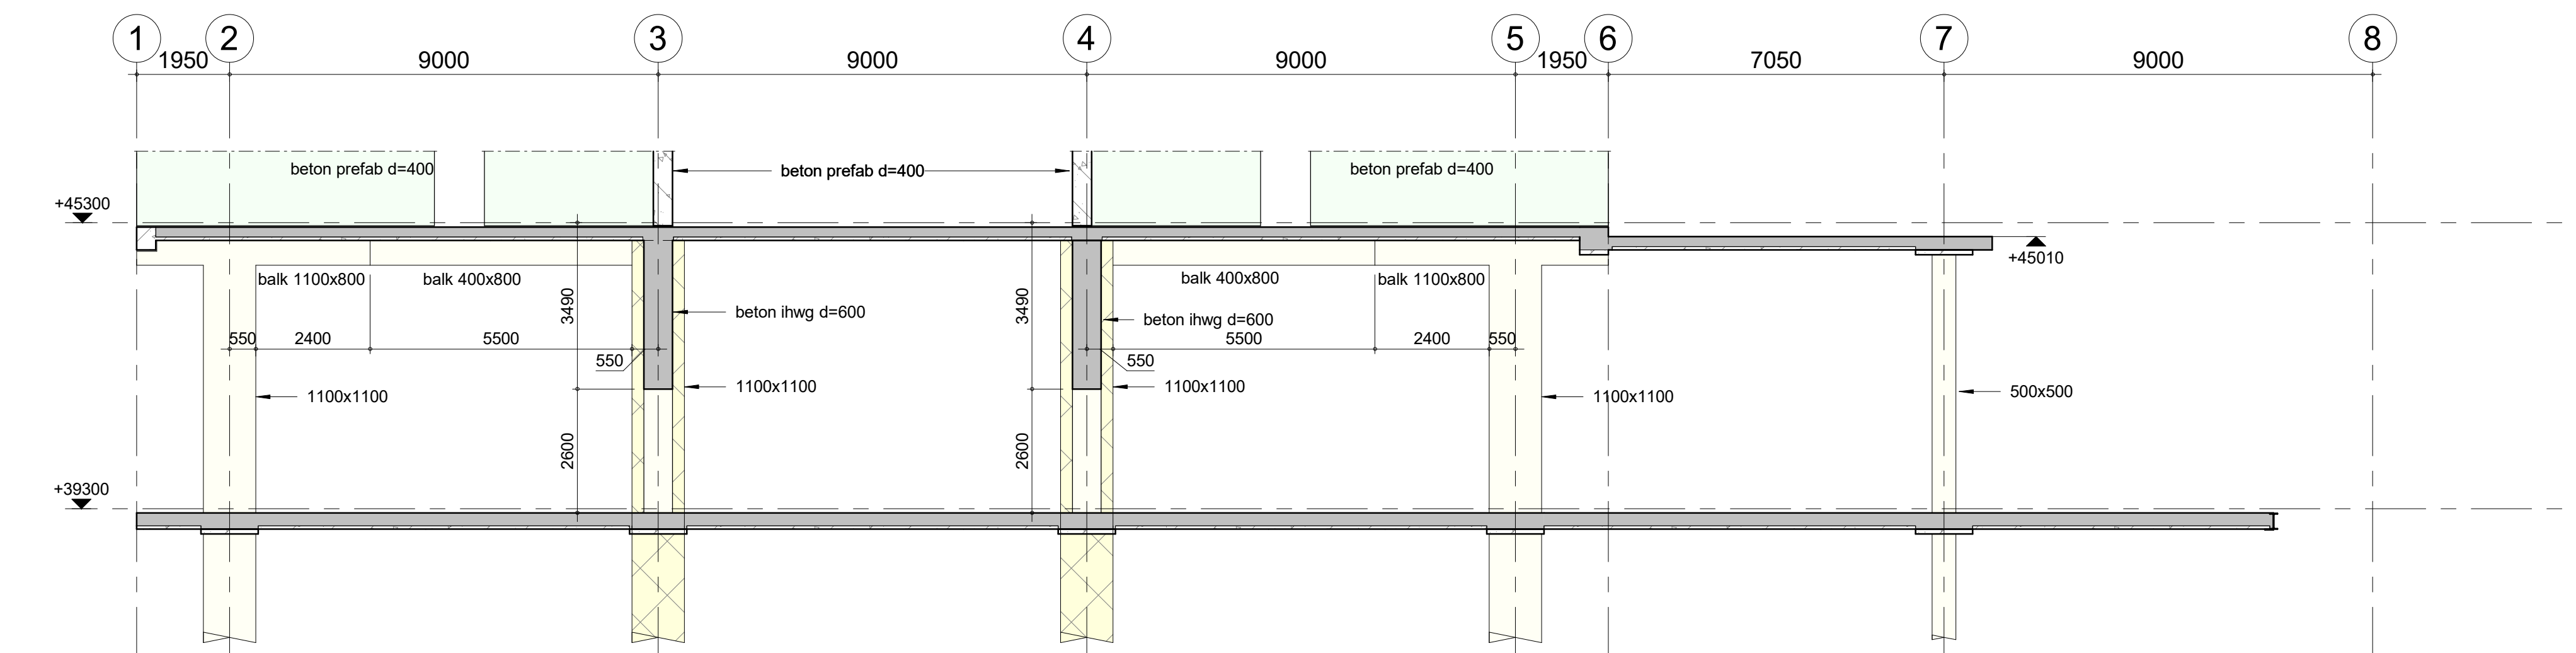 1 2 3 4 5 6 7 8
1950 9000 9000 9000 1950 7050 9000
beton prefab d=400 beton prefab d=400 beton prefab d=400
+45300
+45010
balk 1100x800 balk 400x800 balk 400x800 balk 1100x800
3490 3490
beton ihwg d=600 beton ihwg d=600
550 2400 5500 5500 2400 550
550 550
1100x1100 1100x1100 1100x1100 1100x1100 500x500
2600 2600
+39300